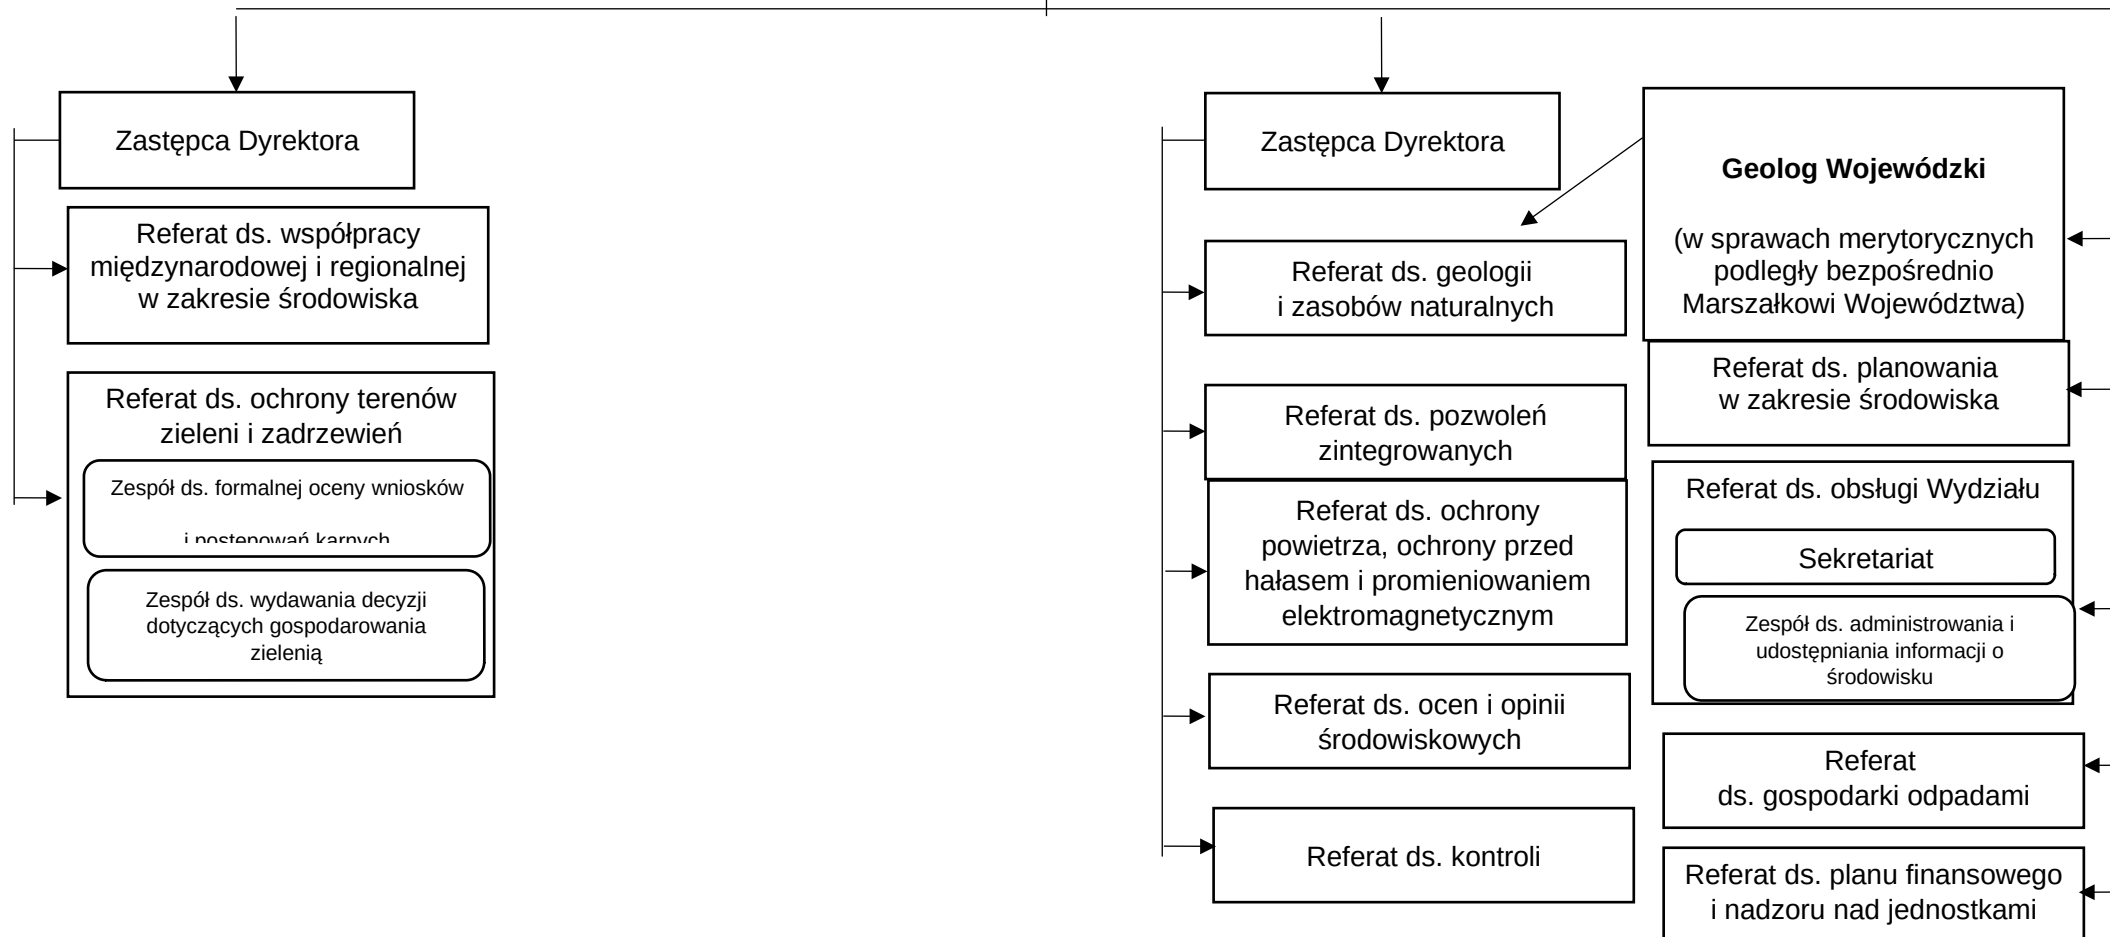 Zastępca Dyrektora
Referat ds. współpracy
międzynarodowej i regionalnej
w zakresie środowiska
Referat ds. ochrony terenów
zieleni i zadrzewień
Zespół ds. formalnej oceny wniosków
i postępowań karnych
Zespół ds. wydawania decyzji
dotyczących gospodarowania
zielenią
Zastępca Dyrektora
Referat ds. geologii
i zasobów naturalnych
Referat ds. pozwoleń
zintegrowanych
Referat ds. ochrony
powietrza, ochrony przed
hałasem i promieniowaniem
elektromagnetycznym
Referat ds. ocen i opinii
środowiskowych
Referat ds. kontroli
Geolog Wojewódzki
(w sprawach merytorycznych
podległy bezpośrednio
Marszałkowi Województwa)
Referat ds. planowania
w zakresie środowiska
Referat ds. obsługi Wydziału
Sekretariat
Zespół ds. administrowania i
udostępniania informacji o
środowisku
Referat
ds. gospodarki odpadami
Referat ds. planu finansowego
i nadzoru nad jednostkami